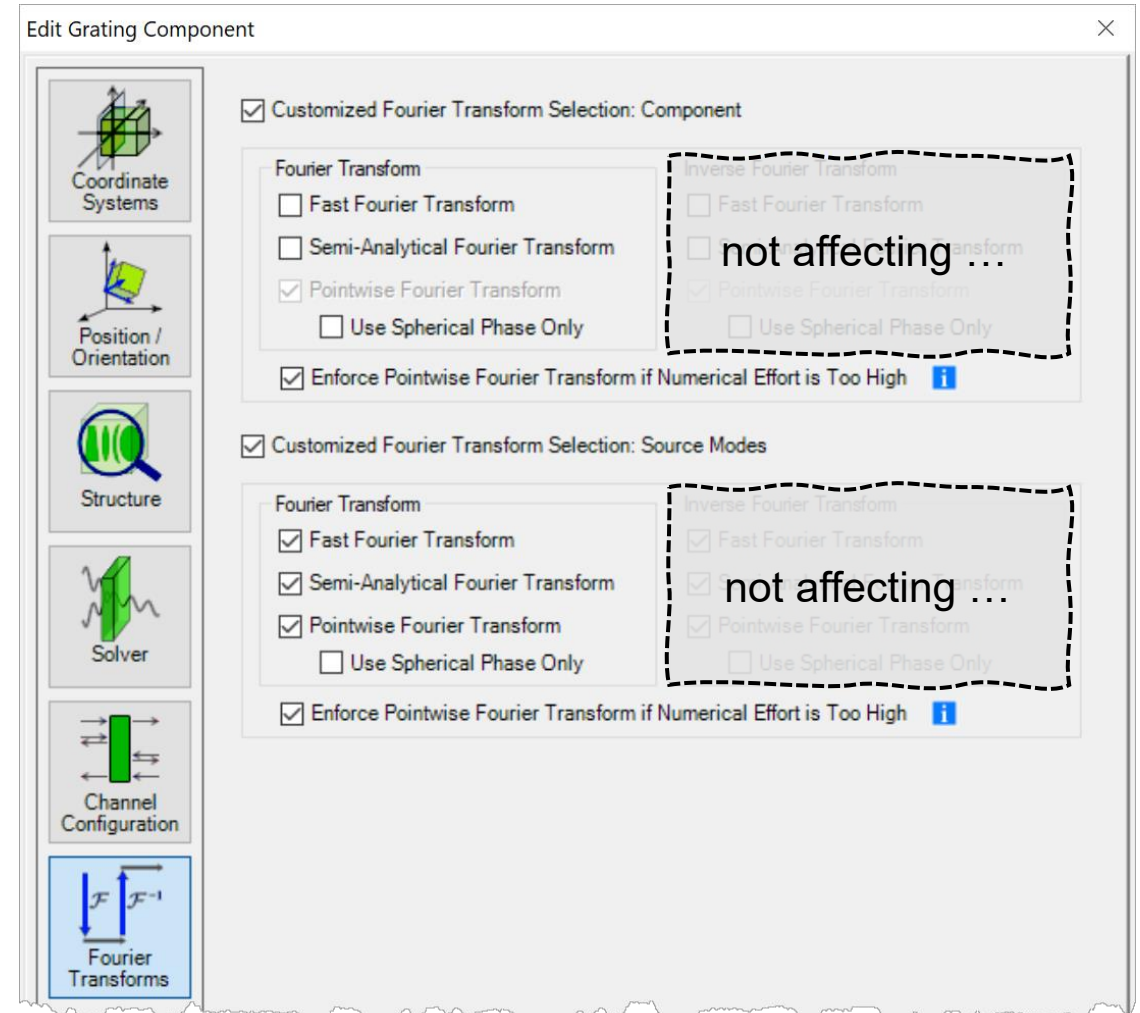 Edit Grating Component
Coordinate
Systems
Position /
Orientation
Structure
Solver
Channel
Configuration
ℱ ℱ⁻¹
Fourier
Transforms
Customized Fourier Transform Selection: Component
Fourier Transform
Fast Fourier Transform
Semi-Analytical Fourier Transform
Pointwise Fourier Transform
Use Spherical Phase Only
Inverse Fourier Transform
Fast Fourier Transform
not affecting …
Pointwise Fourier Transform
Use Spherical Phase Only
Enforce Pointwise Fourier Transform if Numerical Effort is Too High i
Customized Fourier Transform Selection: Source Modes
Fourier Transform
Fast Fourier Transform
Semi-Analytical Fourier Transform
Pointwise Fourier Transform
Use Spherical Phase Only
Inverse Fourier Transform
Fast Fourier Transform
not affecting …
Pointwise Fourier Transform
Use Spherical Phase Only
Enforce Pointwise Fourier Transform if Numerical Effort is Too High i